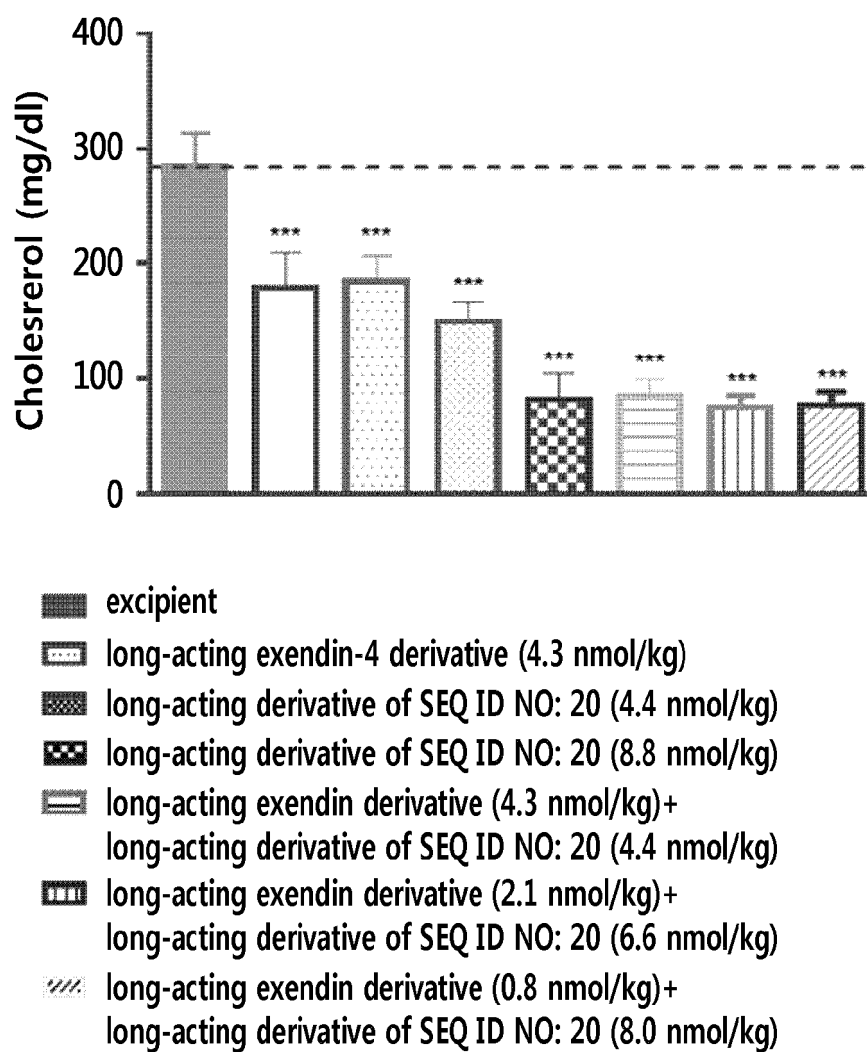 400
300
200
100
0
Cholesrerol (mg/dl)
***
***
***
***
***
***
***
excipient
long-acting exendin-4 derivative (4.3 nmol/kg)
long-acting derivative of SEQ ID NO: 20 (4.4 nmol/kg)
long-acting derivative of SEQ ID NO: 20 (8.8 nmol/kg)
long-acting exendin derivative (4.3 nmol/kg)+
long-acting derivative of SEQ ID NO: 20 (4.4 nmol/kg)
long-acting exendin derivative (2.1 nmol/kg)+
long-acting derivative of SEQ ID NO: 20 (6.6 nmol/kg)
long-acting exendin derivative (0.8 nmol/kg)+
long-acting derivative of SEQ ID NO: 20 (8.0 nmol/kg)